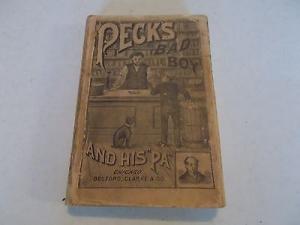 PECK'S
BAD
BOY
AND HIS "PA"
CHICAGO
BELFORD, CLARKE & CO.